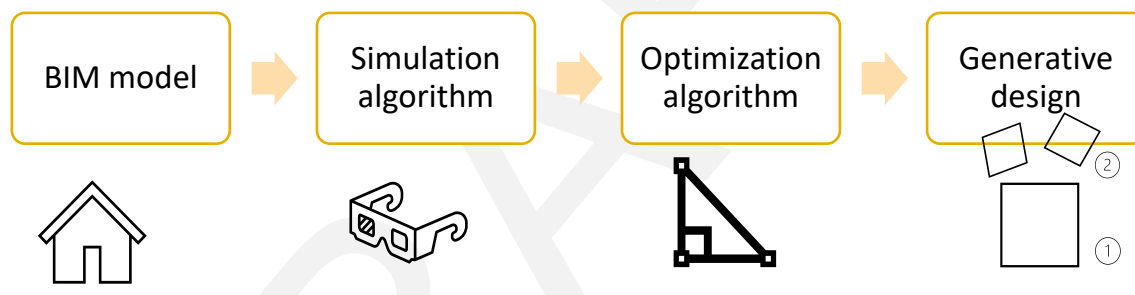 BIM model
Simulation
algorithm
Optimization
algorithm
Generative
design
②
①